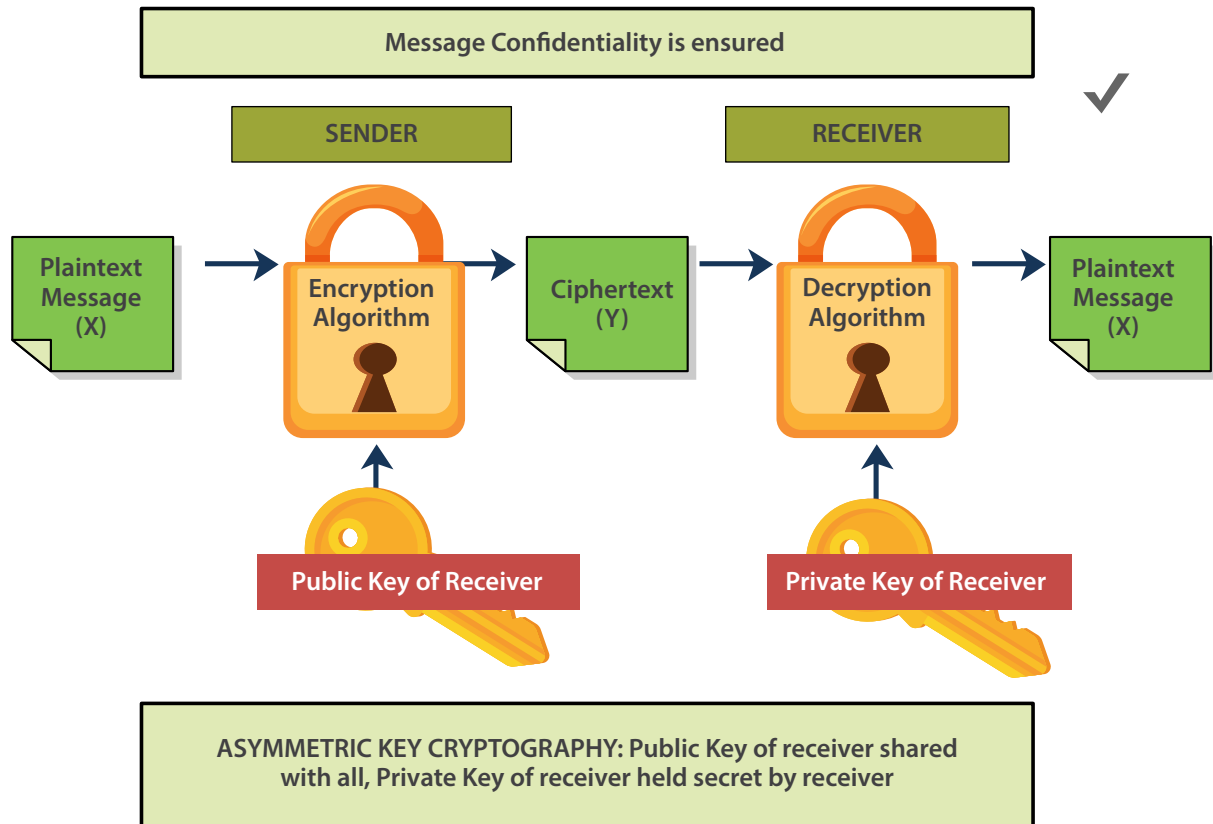 Message Confidentiality is ensured
SENDER
RECEIVER
Plaintext
Message
(X)
Encryption
Algorithm
Ciphertext
(Y)
Decryption
Algorithm
Plaintext
Message
(X)
Public Key of Receiver
Private Key of Receiver
ASYMMETRIC KEY CRYPTOGRAPHY: Public Key of receiver shared
with all, Private Key of receiver held secret by receiver